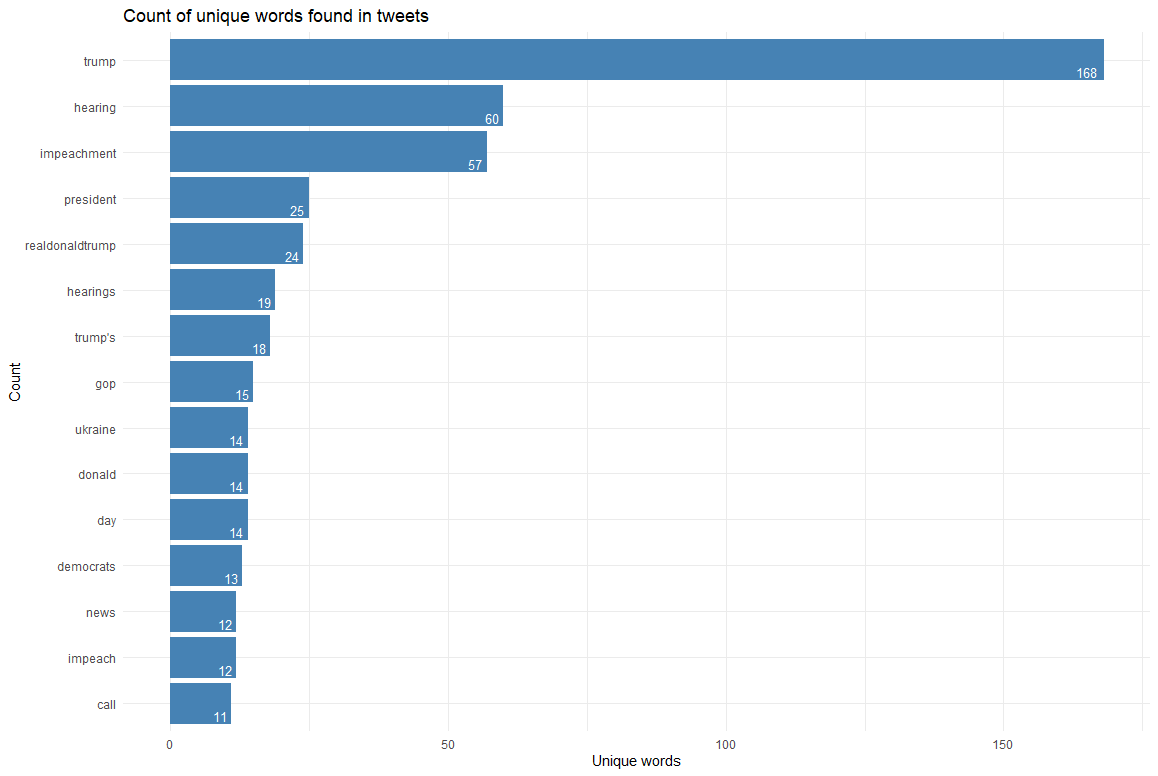 Count of unique words found in tweets
trump
168
hearing
60
impeachment
57
president
25
realdonaldtrump
24
hearings
19
trump's
18
gop
15
ukraine
14
donald
14
day
14
democrats
13
news
12
impeach
12
call
11
Count
0 50 100 150
Unique words